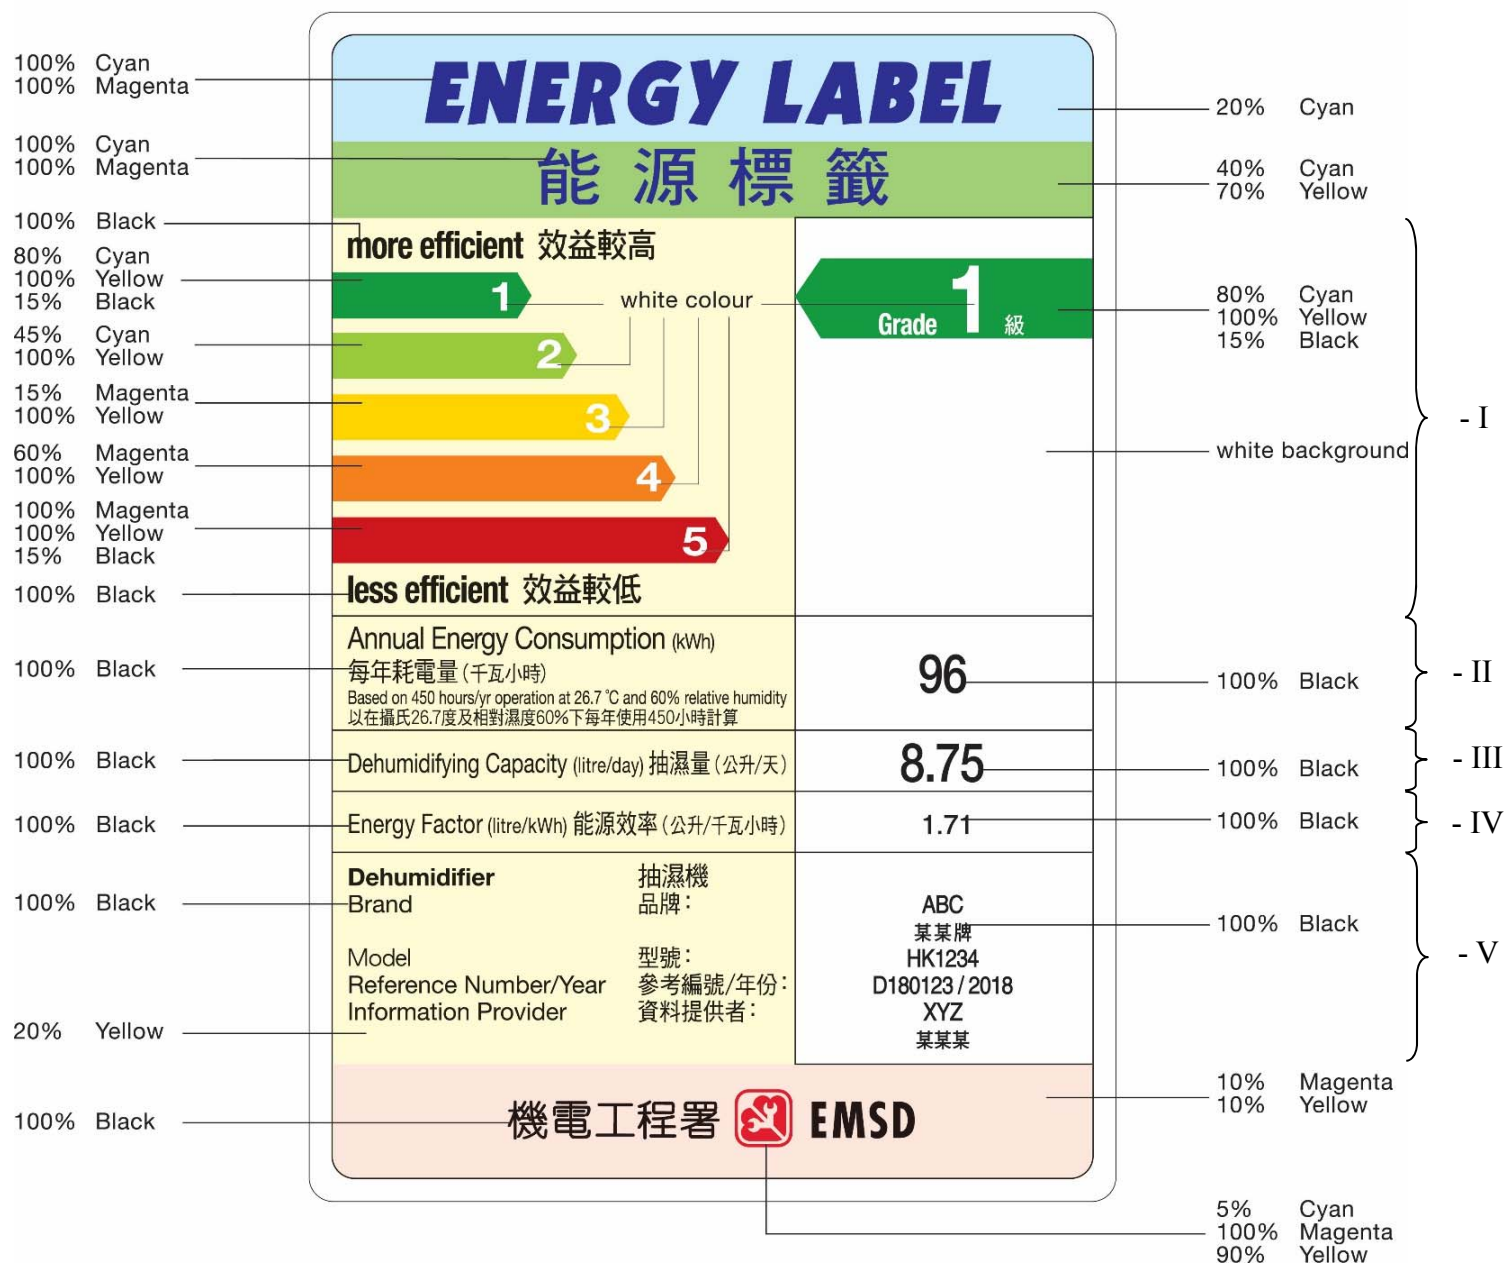 100% Cyan
100% Magenta
ENERGY LABEL
20% Cyan
100% Cyan
100% Magenta
能源標籤
40% Cyan
70% Yellow
100% Black
more efficient 效益較高
80% Cyan
100% Yellow
15% Black
1
white colour
Grade 1 級
80% Cyan
100% Yellow
15% Black
45% Cyan
100% Yellow
2
15% Magenta
100% Yellow
3
- I
60% Magenta
100% Yellow
4
white background
100% Magenta
100% Yellow
15% Black
5
100% Black
less efficient 效益較低
Annual Energy Consumption (kWh)
100% Black
每年耗電量 (千瓦小時)
96
100% Black
- II
Based on 450 hours/yr operation at 26.7 °C and 60% relative humidity
以在攝氏26.7度及相對濕度60%下每年使用450小時計算
100% Black
Dehumidifying Capacity (litre/day) 抽濕量 (公升/天)
8.75
100% Black
- III
100% Black
Energy Factor (litre/kWh) 能源效率 (公升/千瓦小時)
1.71
100% Black
- IV
Dehumidifier 抽濕機
100% Black
Brand 品牌：
ABC
某某牌
100% Black
- V
Model 型號：
HK1234
Reference Number/Year 參考編號/年份：
D180123 / 2018
Information Provider 資料提供者：
XYZ
某某某
20% Yellow
10% Magenta
10% Yellow
100% Black
機電工程署 EMSD
5% Cyan
100% Magenta
90% Yellow